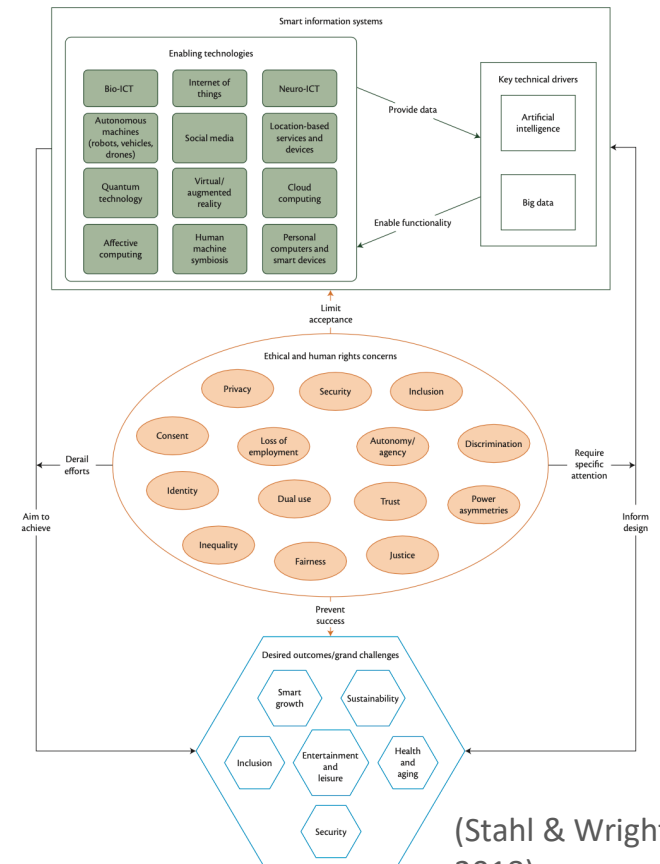 Smart information systems
Enabling technologies
Bio-ICT
Internet of
things
Neuro-ICT
Autonomous
machines
(robots, vehicles,
drones)
Social media
Location-based
services and
devices
Quantum
technology
Virtual/
augmented
reality
Cloud
computing
Affective
computing
Human
machine
symbiosis
Personal
computers and
smart devices
Provide data
Enable functionality
Key technical drivers
Artificial
intelligence
Big data
Limit
acceptance
Ethical and human rights concerns
Privacy
Security
Inclusion
Consent
Loss of
employment
Autonomy/
agency
Discrimination
Identity
Dual use
Trust
Power
asymmetries
Inequality
Fairness
Justice
Derail
efforts
Aim to
achieve
Require
specific
attention
Inform
design
Prevent
success
Desired outcomes/grand challenges
Smart
growth
Sustainability
Inclusion
Entertainment
and
leisure
Health
and
aging
Security
(Stahl & Wright